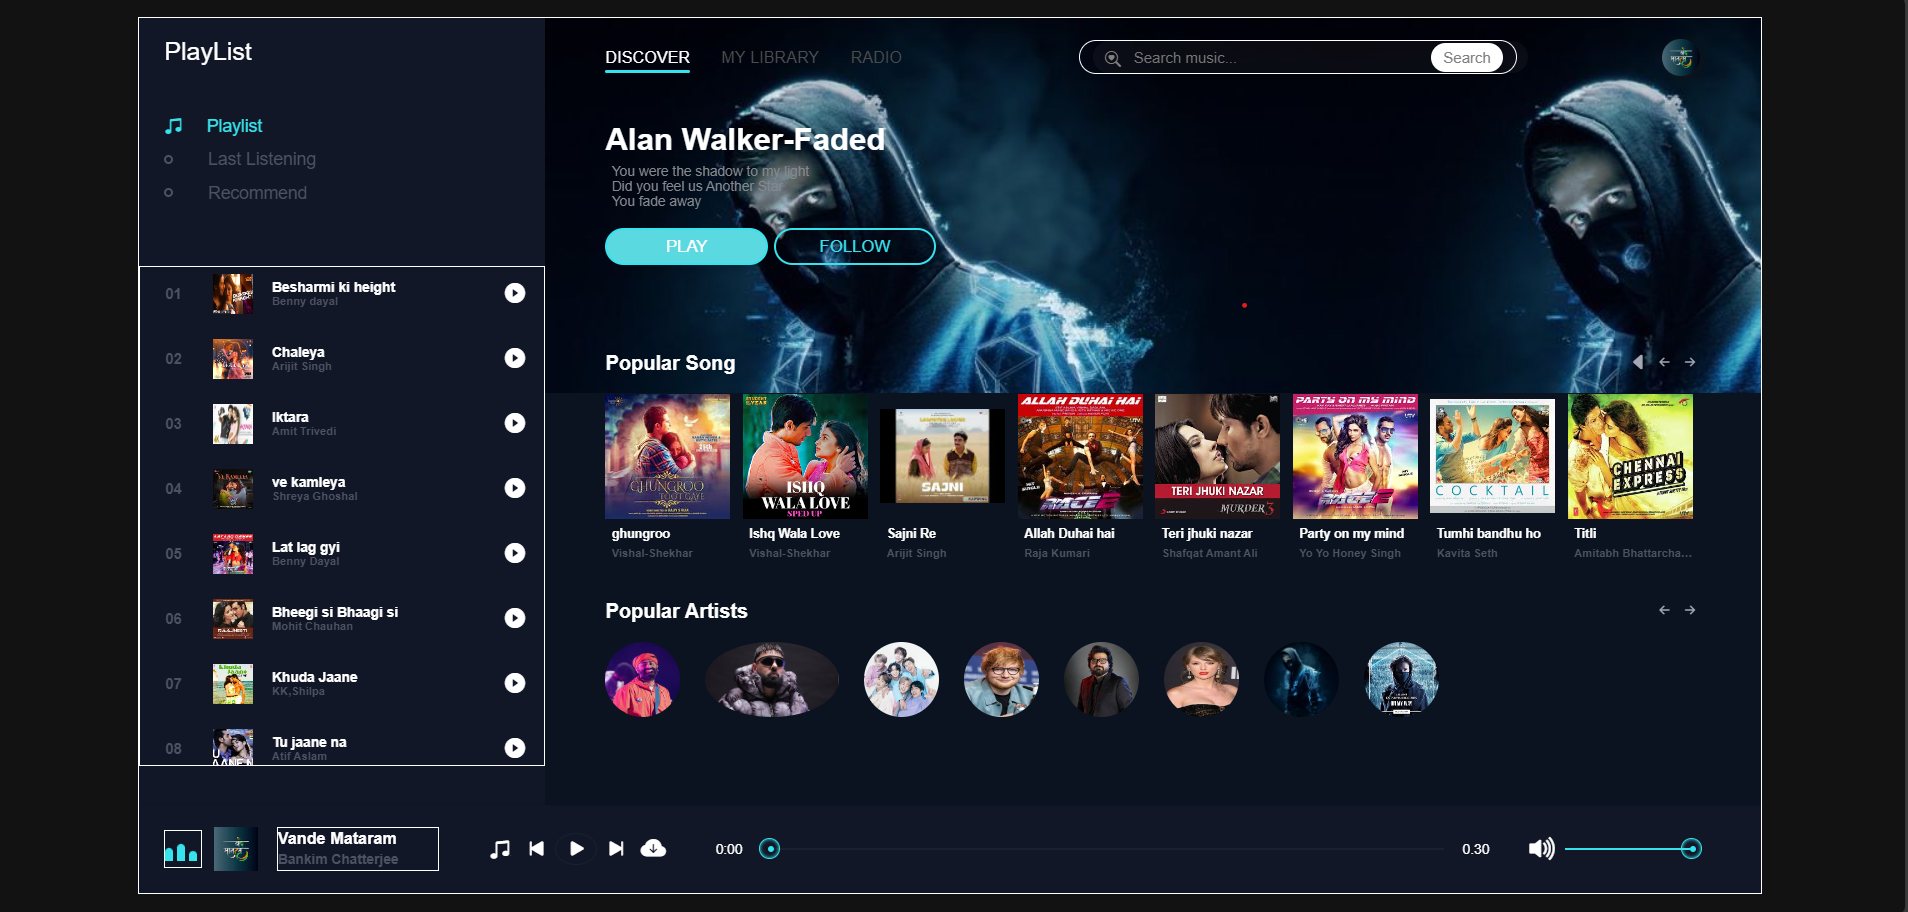 PlayList
Playlist
Last Listening
Recommend
01
Besharmi ki height
Benny dayal
02
Chaleya
Arijit Singh
03
Iktara
Amit Trivedi
04
ve kamleya
Shreya Ghoshal
05
Lat lag gyi
Benny Dayal
06
Bheegi si Bhaagi si
Mohit Chauhan
07
Khuda Jaane
KK,Shilpa
08
Tu jaane na
Atif Aslam
DISCOVER MY LIBRARY RADIO
Search music... Search
Alan Walker-Faded
You were the shadow to my light
Did you feel us Another Star
You fade away
PLAY FOLLOW
Popular Song
GHUNGROO
TOOT GAYE
ISHQ
WALA LOVE
SPED UP
SAJNI
ALLAH DUHAI HAI
RACE 2
TERI JHUKI NAZAR
MURDER 3
PARTY ON MY MIND
RACE 2
COCKTAIL
CHENNAI
EXPRESS
ghungroo
Vishal-Shekhar
Ishq Wala Love
Vishal-Shekhar
Sajni Re
Arijit Singh
Allah Duhai hai
Raja Kumari
Teri jhuki nazar
Shafqat Amant Ali
Party on my mind
Yo Yo Honey Singh
Tumhi bandhu ho
Kavita Seth
Titli
Amitabh Bhattarcha...
Popular Artists
Vande Mataram
Bankim Chatterjee
0:00
0.30